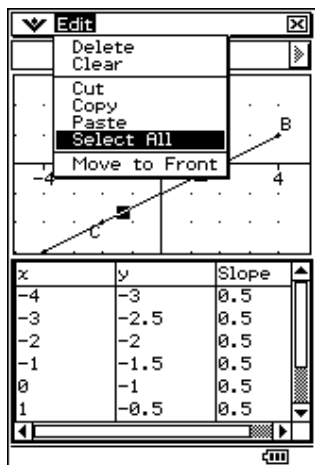 Edit
Delete
Clear
Cut
Copy
Paste
Select All
Move to Front
B
-4
4
C
x y Slope
-4 -3 0.5
-3 -2.5 0.5
-2 -2 0.5
-1 -1.5 0.5
0 -1 0.5
1 -0.5 0.5